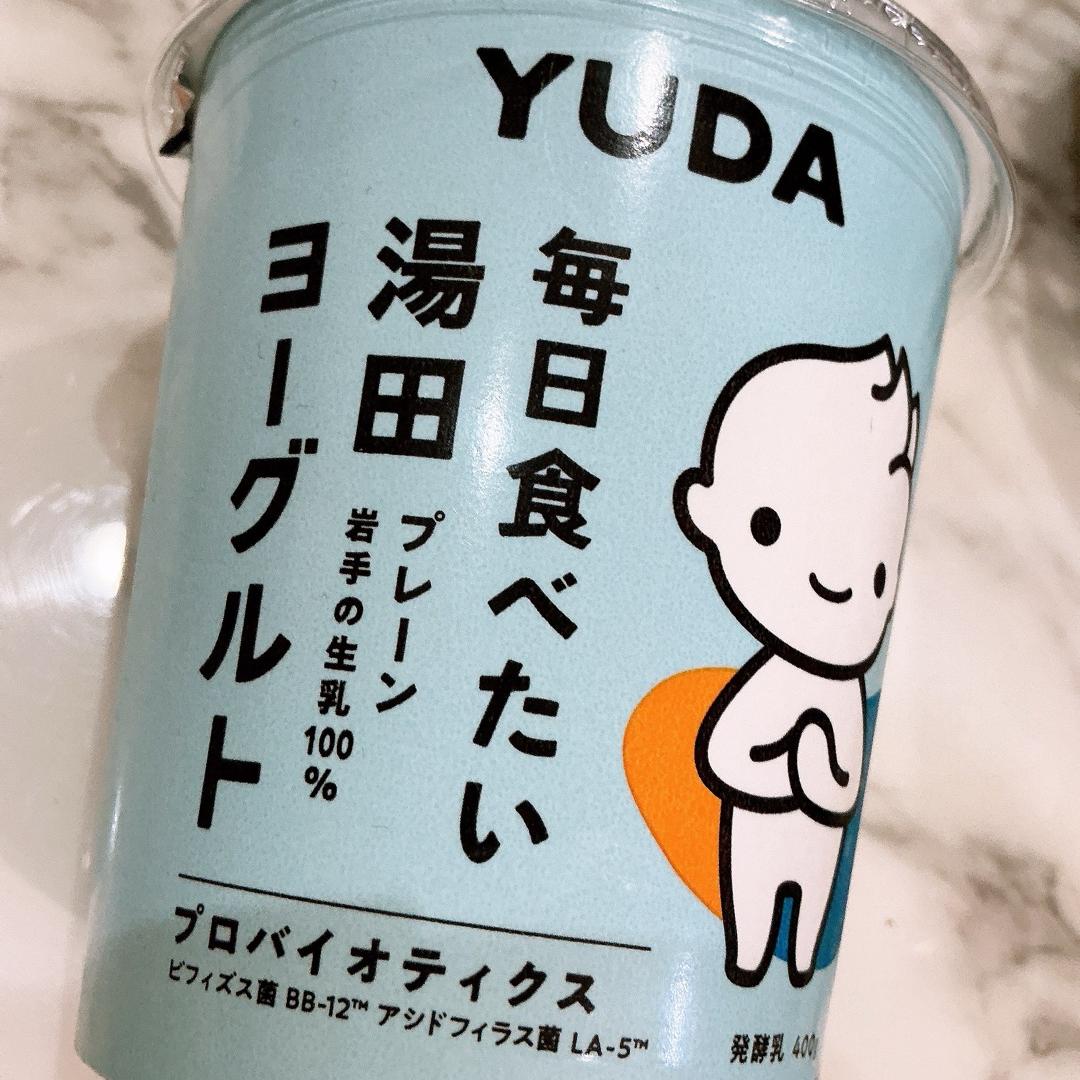 YUDA
毎日食べたい
湯田
ヨーグルト
プレーン
岩手の生乳100%
プロバイオティクス
ビフィズス菌 BB-12™ アシドフィラス菌 LA-5™
発酵乳 400g